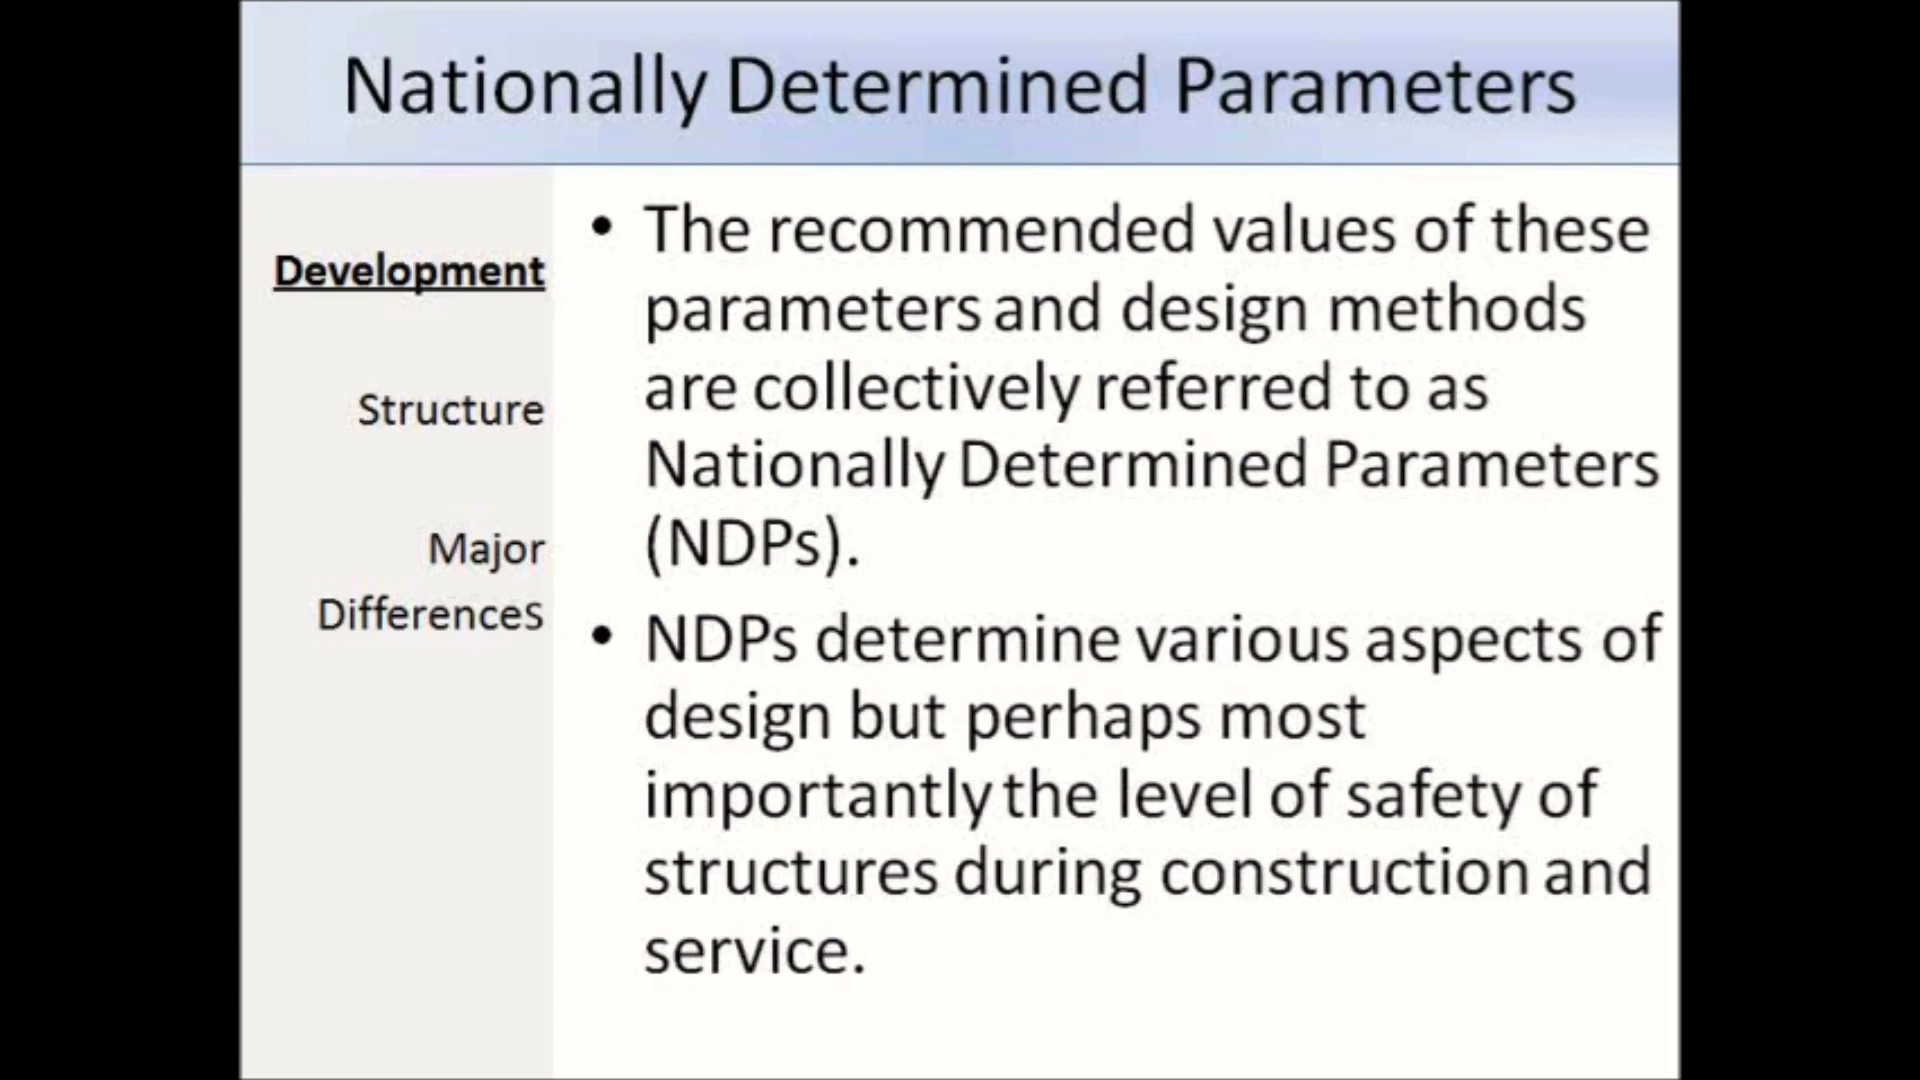 Nationally Determined Parameters
Development
Structure
Major
Differences
• The recommended values of these
parameters and design methods
are collectively referred to as
Nationally Determined Parameters
(NDPs).
• NDPs determine various aspects of
design but perhaps most
importantly the level of safety of
structures during construction and
service.